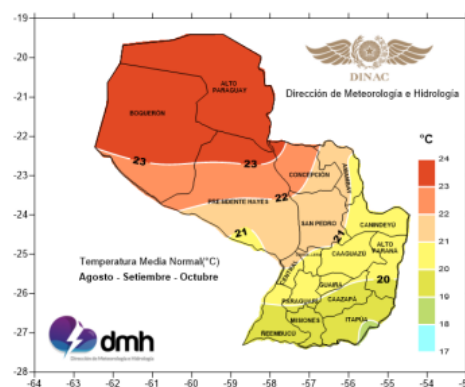 -19
-20
-21
-22
-23
-24
-25
-26
-27
-28
-64
-63
-62
-61
-60
-59
-58
-57
-56
-55
DINAC
Dirección de Meteorología e Hidrología
ALTO
PARAGUAY
BOQUERÓN
23
23
CONCEPCIÓN
AMAMBAY
22
PRESIDENTE HAYES
SAN PEDRO
21
21
CANINDEYÚ
CAAGUAZÚ
ALTO
PARANÁ
CENTRAL
GUAIRÁ
20
PARAGUARÍ
CAAZAPÁ
MISIONES
ITAPÚA
ÑEEMBUCÚ
°C
24
23
22
21
20
19
18
17
Temperatura Media Normal(°C)
Agosto - Setiembre - Octubre
dmh
Dirección de Meteorología e Hidrología